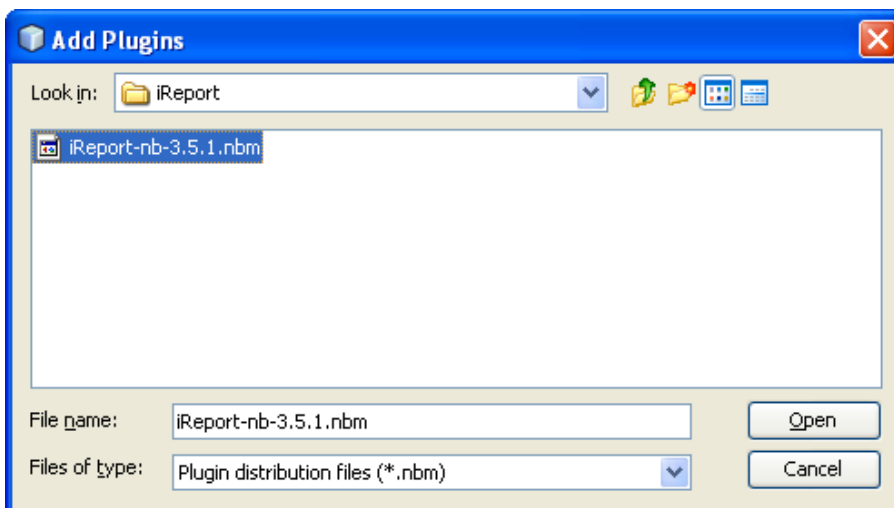 Add Plugins
Look in: iReport
iReport-nb-3.5.1.nbm
File name: iReport-nb-3.5.1.nbm Open
Files of type: Plugin distribution files (*.nbm) Cancel